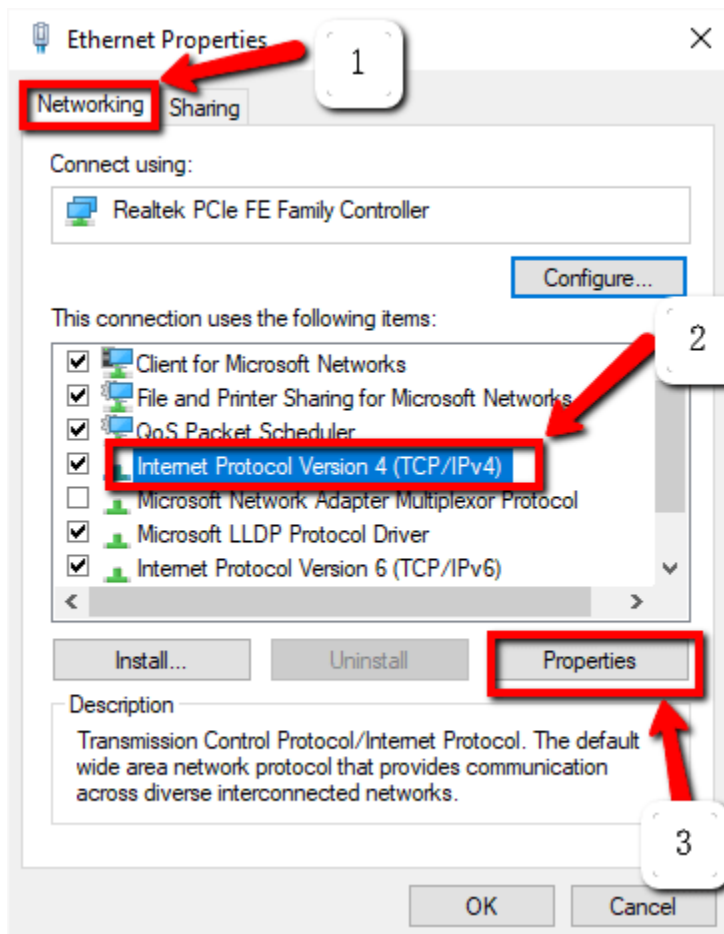 Ethernet Properties
1
Networking
Sharing
Connect using:
Realtek PCIe FE Family Controller
Configure...
This connection uses the following items:
2
Client for Microsoft Networks
File and Printer Sharing for Microsoft Networks
QoS Packet Scheduler
Internet Protocol Version 4 (TCP/IPv4)
Microsoft Network Adapter Multiplexor Protocol
Microsoft LLDP Protocol Driver
Internet Protocol Version 6 (TCP/IPv6)
Install...
Uninstall
Properties
Description
Transmission Control Protocol/Internet Protocol. The default
wide area network protocol that provides communication
across diverse interconnected networks.
3
OK
Cancel